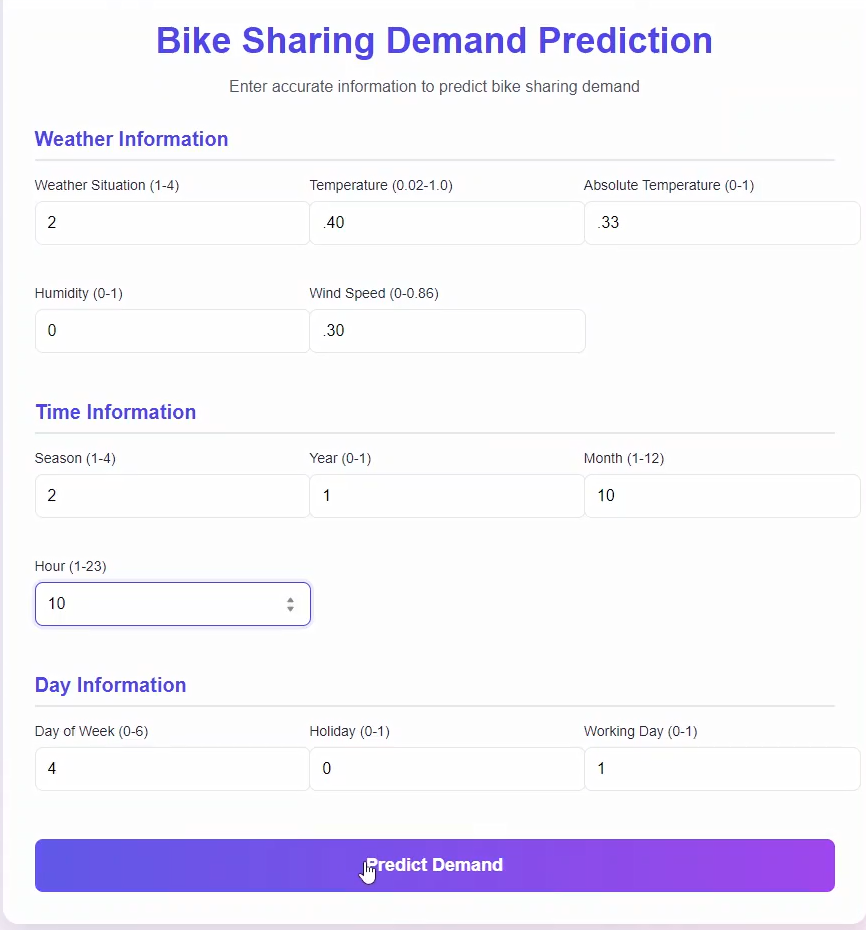 Bike Sharing Demand Prediction
Enter accurate information to predict bike sharing demand
Weather Information
Weather Situation (1-4) Temperature (0.02-1.0) Absolute Temperature (0-1)
2 .40 .33
Humidity (0-1) Wind Speed (0-0.86)
0 .30
Time Information
Season (1-4) Year (0-1) Month (1-12)
2 1 10
Hour (1-23)
10
Day Information
Day of Week (0-6) Holiday (0-1) Working Day (0-1)
4 0 1
Predict Demand